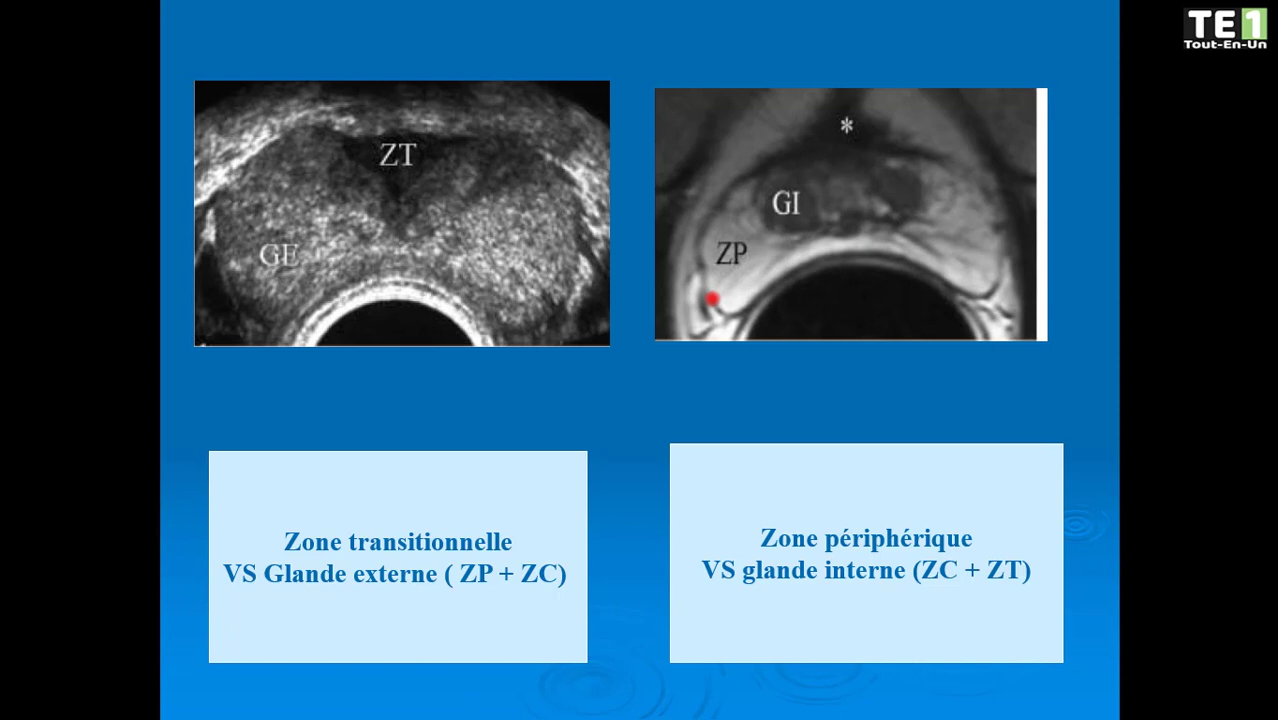 TE1
Tout-En-Un
ZT
GE
*
GI
ZP
Zone transitionnelle
VS Glande externe ( ZP + ZC)
Zone périphérique
VS glande interne (ZC + ZT)